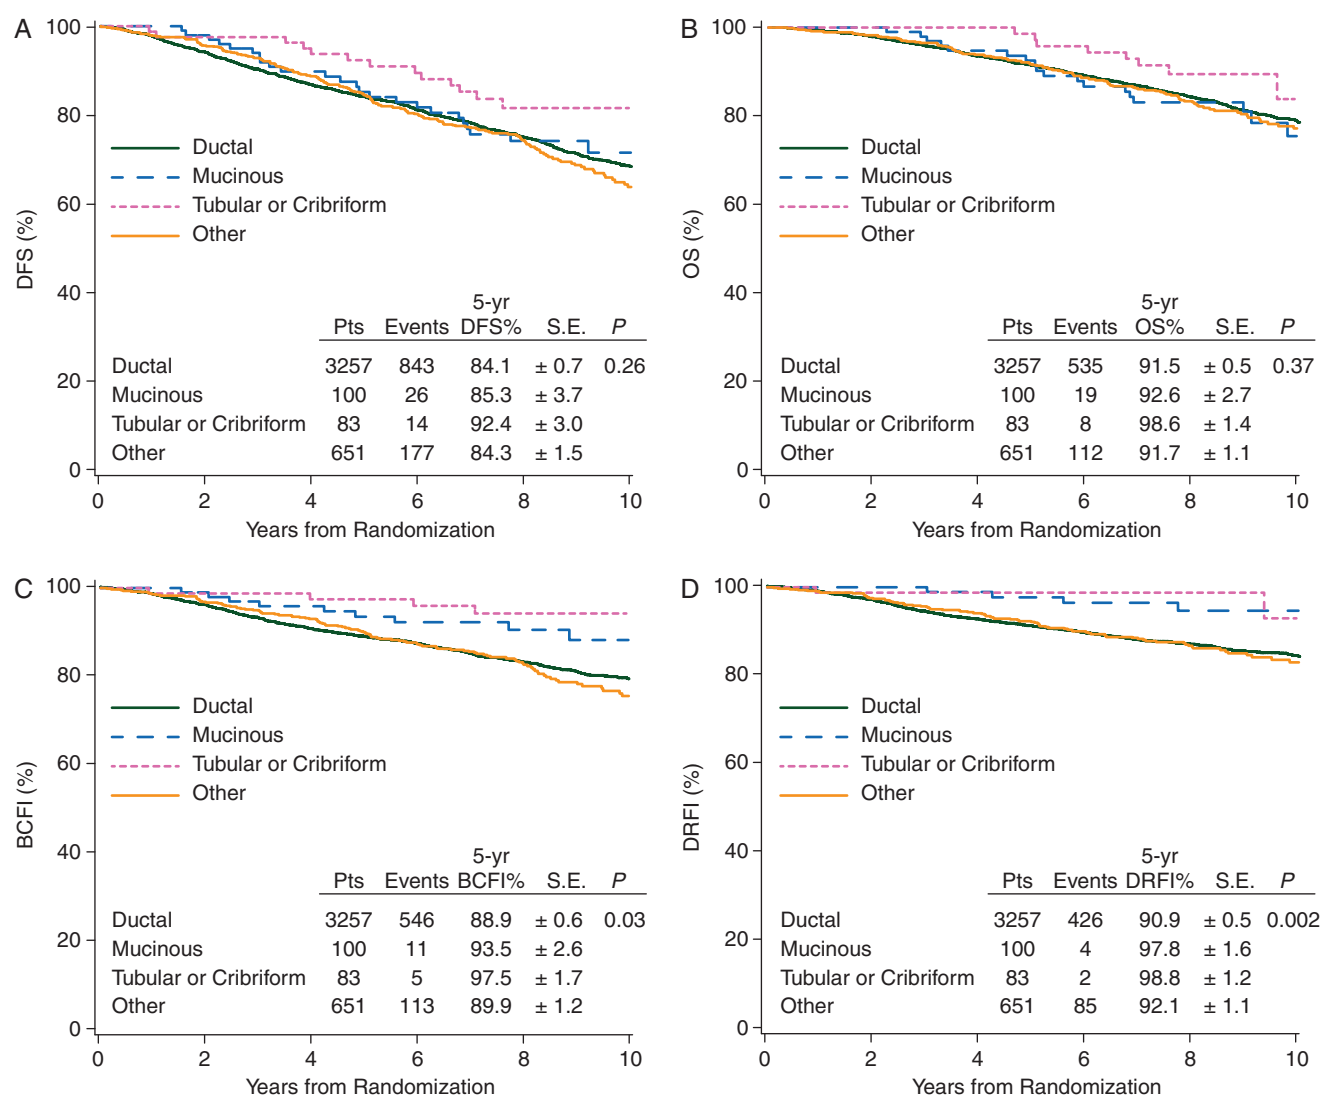 A
100
80
60
40
20
0
DFS (%)
Ductal
Mucinous
Tubular or Cribriform
Other
5-yr
Pts Events DFS% S.E. P
Ductal 3257 843 84.1 ± 0.7 0.26
Mucinous 100 26 85.3 ± 3.7
Tubular or Cribriform 83 14 92.4 ± 3.0
Other 651 177 84.3 ± 1.5
0 2 4 6 8 10
Years from Randomization
B
100
80
60
40
20
0
OS (%)
Ductal
Mucinous
Tubular or Cribriform
Other
5-yr
Pts Events OS% S.E. P
Ductal 3257 535 91.5 ± 0.5 0.37
Mucinous 100 19 92.6 ± 2.7
Tubular or Cribriform 83 8 98.6 ± 1.4
Other 651 112 91.7 ± 1.1
0 2 4 6 8 10
Years from Randomization
C
100
80
60
40
20
0
BCFI (%)
Ductal
Mucinous
Tubular or Cribriform
Other
5-yr
Pts Events BCFI% S.E. P
Ductal 3257 546 88.9 ± 0.6 0.03
Mucinous 100 11 93.5 ± 2.6
Tubular or Cribriform 83 5 97.5 ± 1.7
Other 651 113 89.9 ± 1.2
0 2 4 6 8 10
Years from Randomization
D
100
80
60
40
20
0
DRFI (%)
Ductal
Mucinous
Tubular or Cribriform
Other
5-yr
Pts Events DRFI% S.E. P
Ductal 3257 426 90.9 ± 0.5 0.002
Mucinous 100 4 97.8 ± 1.6
Tubular or Cribriform 83 2 98.8 ± 1.2
Other 651 85 92.1 ± 1.1
0 2 4 6 8 10
Years from Randomization